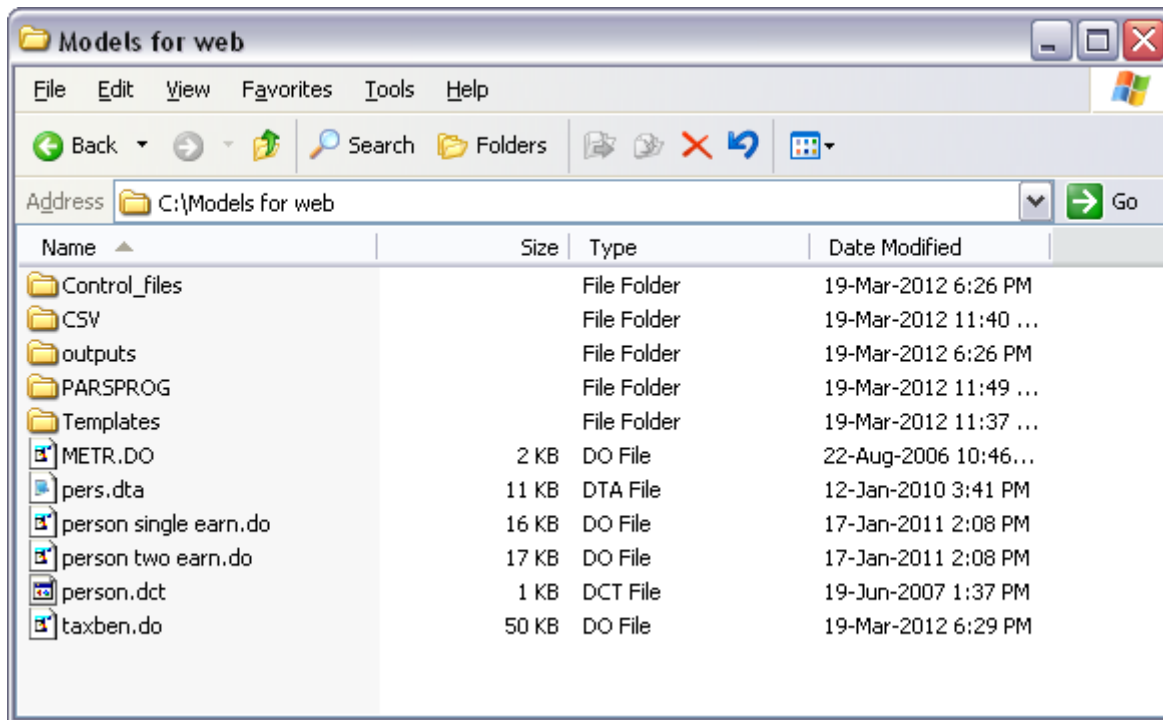 Models for web
File Edit View Favorites Tools Help
Back Search Folders
Address C:\Models for web Go
Name Size Type Date Modified
Control_files File Folder 19-Mar-2012 6:26 PM
CSV File Folder 19-Mar-2012 11:40 ...
outputs File Folder 19-Mar-2012 6:26 PM
PARSPROG File Folder 19-Mar-2012 11:49 ...
Templates File Folder 19-Mar-2012 11:37 ...
METR.DO 2 KB DO File 22-Aug-2006 10:46...
pers.dta 11 KB DTA File 12-Jan-2010 3:41 PM
person single earn.do 16 KB DO File 17-Jan-2011 2:08 PM
person two earn.do 17 KB DO File 17-Jan-2011 2:08 PM
person.dct 1 KB DCT File 19-Jun-2007 1:37 PM
taxben.do 50 KB DO File 19-Mar-2012 6:29 PM